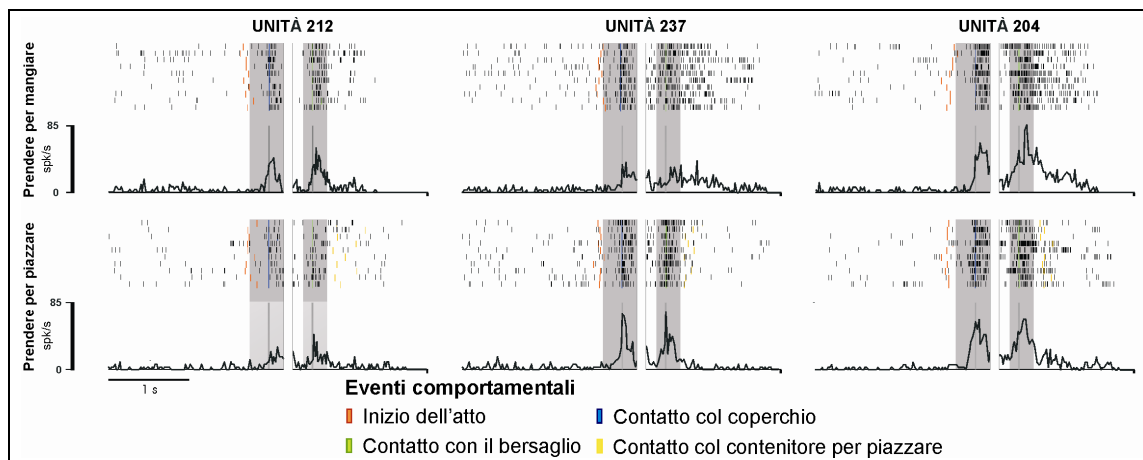 UNITÀ 212
UNITÀ 237
UNITÀ 204
Prendere per mangiare
85
spk/s
0
Prendere per piazzare
85
spk/s
0
1 s
Eventi comportamentali
Inizio dell'atto
Contatto col coperchio
Contatto con il bersaglio
Contatto col contenitore per piazzare